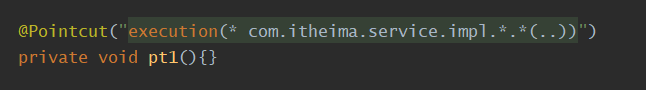 @Pointcut("execution(* com.itheima.service.impl.*.*(..))")
private void pt1(){}